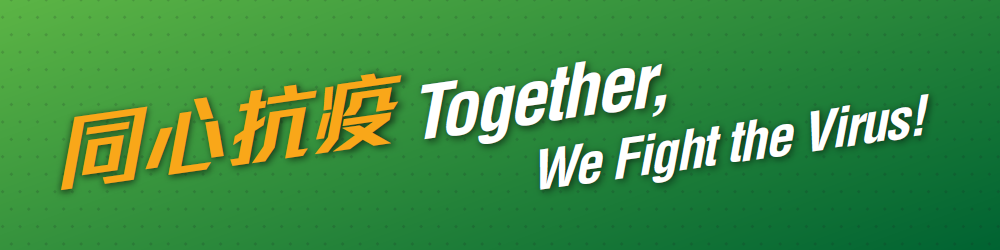 同心抗疫 Together,
We Fight the Virus!